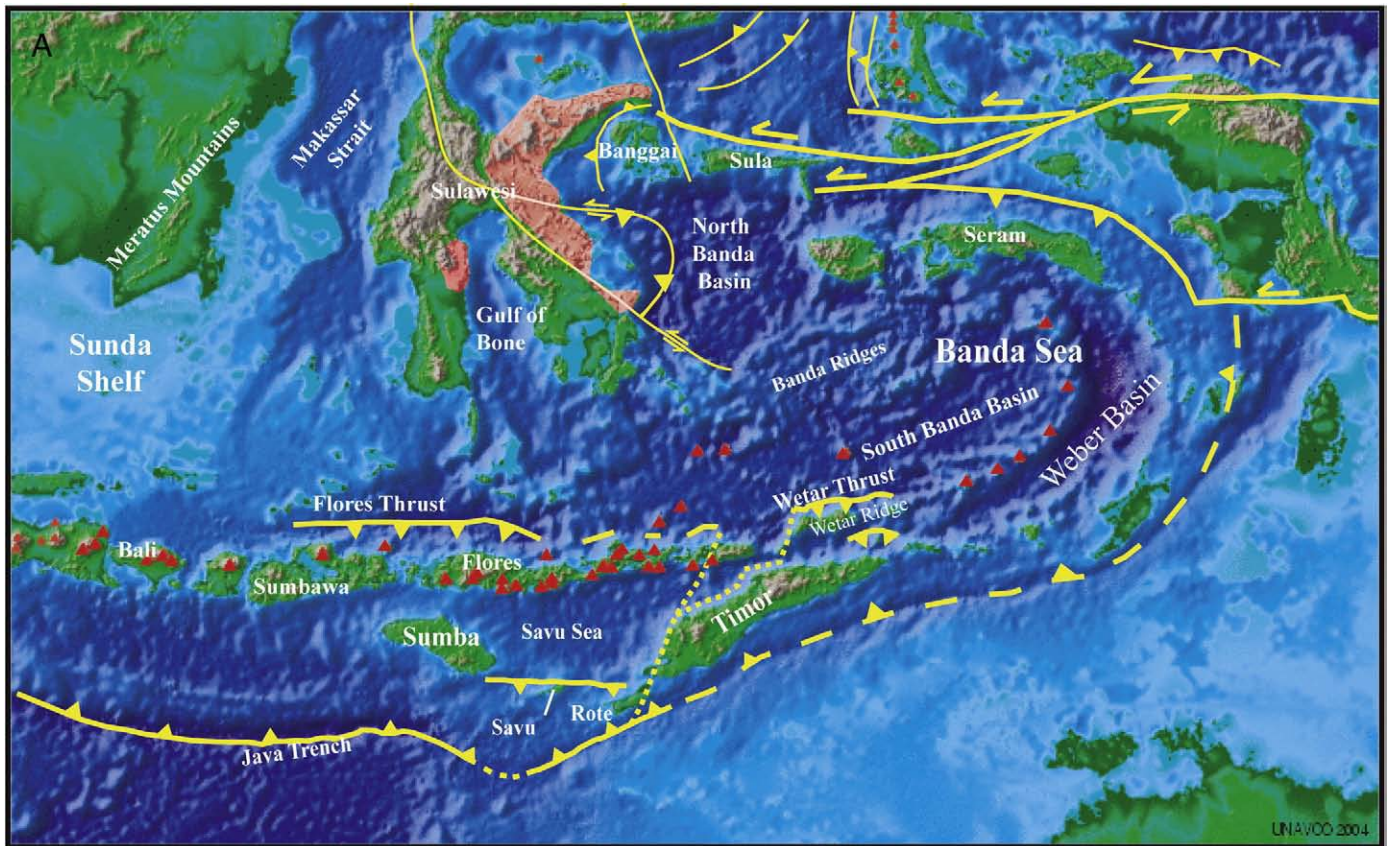 A
Meratus Mountains
Makassar
Strait
Sulawesi
Banggai
Sula
North
Banda
Basin
Seram
Gulf of
Bone
Sunda
Shelf
Banda Ridges
Banda Sea
South Banda Basin
Weber Basin
Flores Thrust
Wetar Thrust
Wetar Ridge
Bali
Sumbawa
Flores
Sumba
Savu Sea
Timor
Savu
Rote
Java Trench
UNAVCO 2004